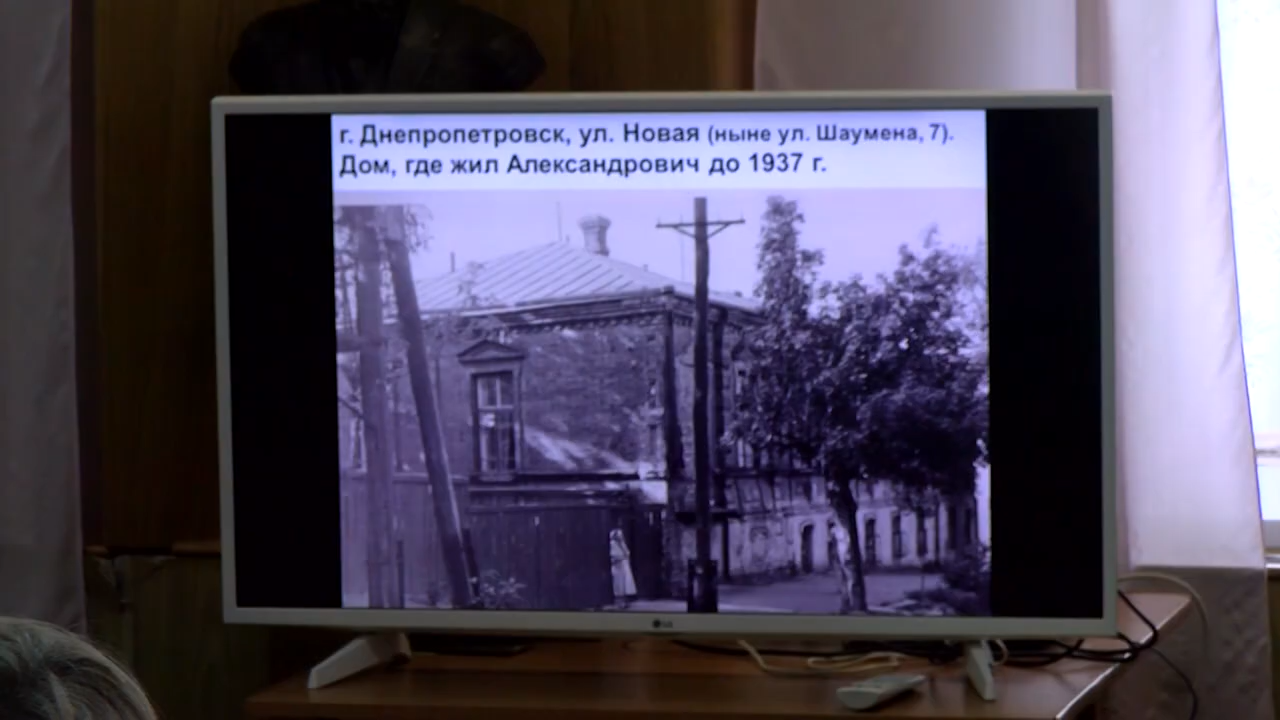 г. Днепропетровск, ул. Новая (ныне ул. Шаумена, 7).
Дом, где жил Александрович до 1937 г.
LG